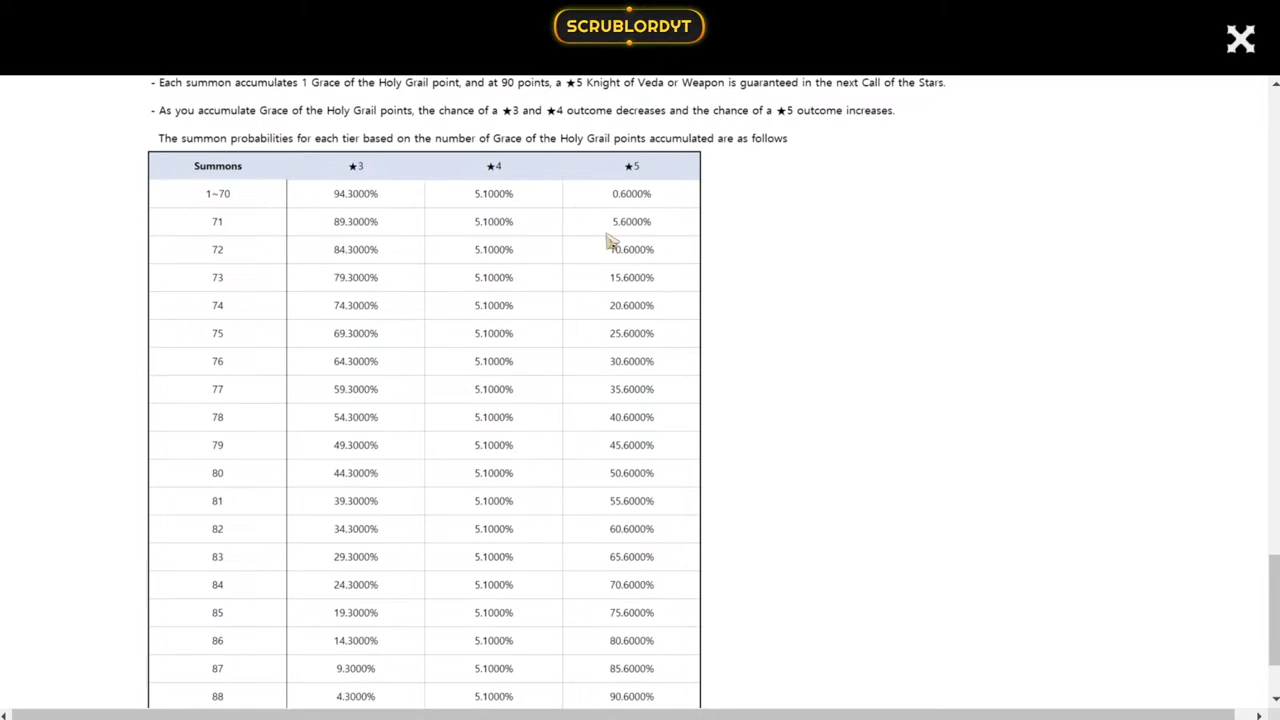 SCRUBLORDYT
- Each summon accumulates 1 Grace of the Holy Grail point, and at 90 points, a ★5 Knight of Veda or Weapon is guaranteed in the next Call of the Stars.
- As you accumulate Grace of the Holy Grail points, the chance of a ★3 and ★4 outcome decreases and the chance of a ★5 outcome increases.
The summon probabilities for each tier based on the number of Grace of the Holy Grail points accumulated are as follows
Summons ★3 ★4 ★5
1~70 94.3000% 5.1000% 0.6000%
71 89.3000% 5.1000% 5.6000%
72 84.3000% 5.1000% 10.6000%
73 79.3000% 5.1000% 15.6000%
74 74.3000% 5.1000% 20.6000%
75 69.3000% 5.1000% 25.6000%
76 64.3000% 5.1000% 30.6000%
77 59.3000% 5.1000% 35.6000%
78 54.3000% 5.1000% 40.6000%
79 49.3000% 5.1000% 45.6000%
80 44.3000% 5.1000% 50.6000%
81 39.3000% 5.1000% 55.6000%
82 34.3000% 5.1000% 60.6000%
83 29.3000% 5.1000% 65.6000%
84 24.3000% 5.1000% 70.6000%
85 19.3000% 5.1000% 75.6000%
86 14.3000% 5.1000% 80.6000%
87 9.3000% 5.1000% 85.6000%
88 4.3000% 5.1000% 90.6000%